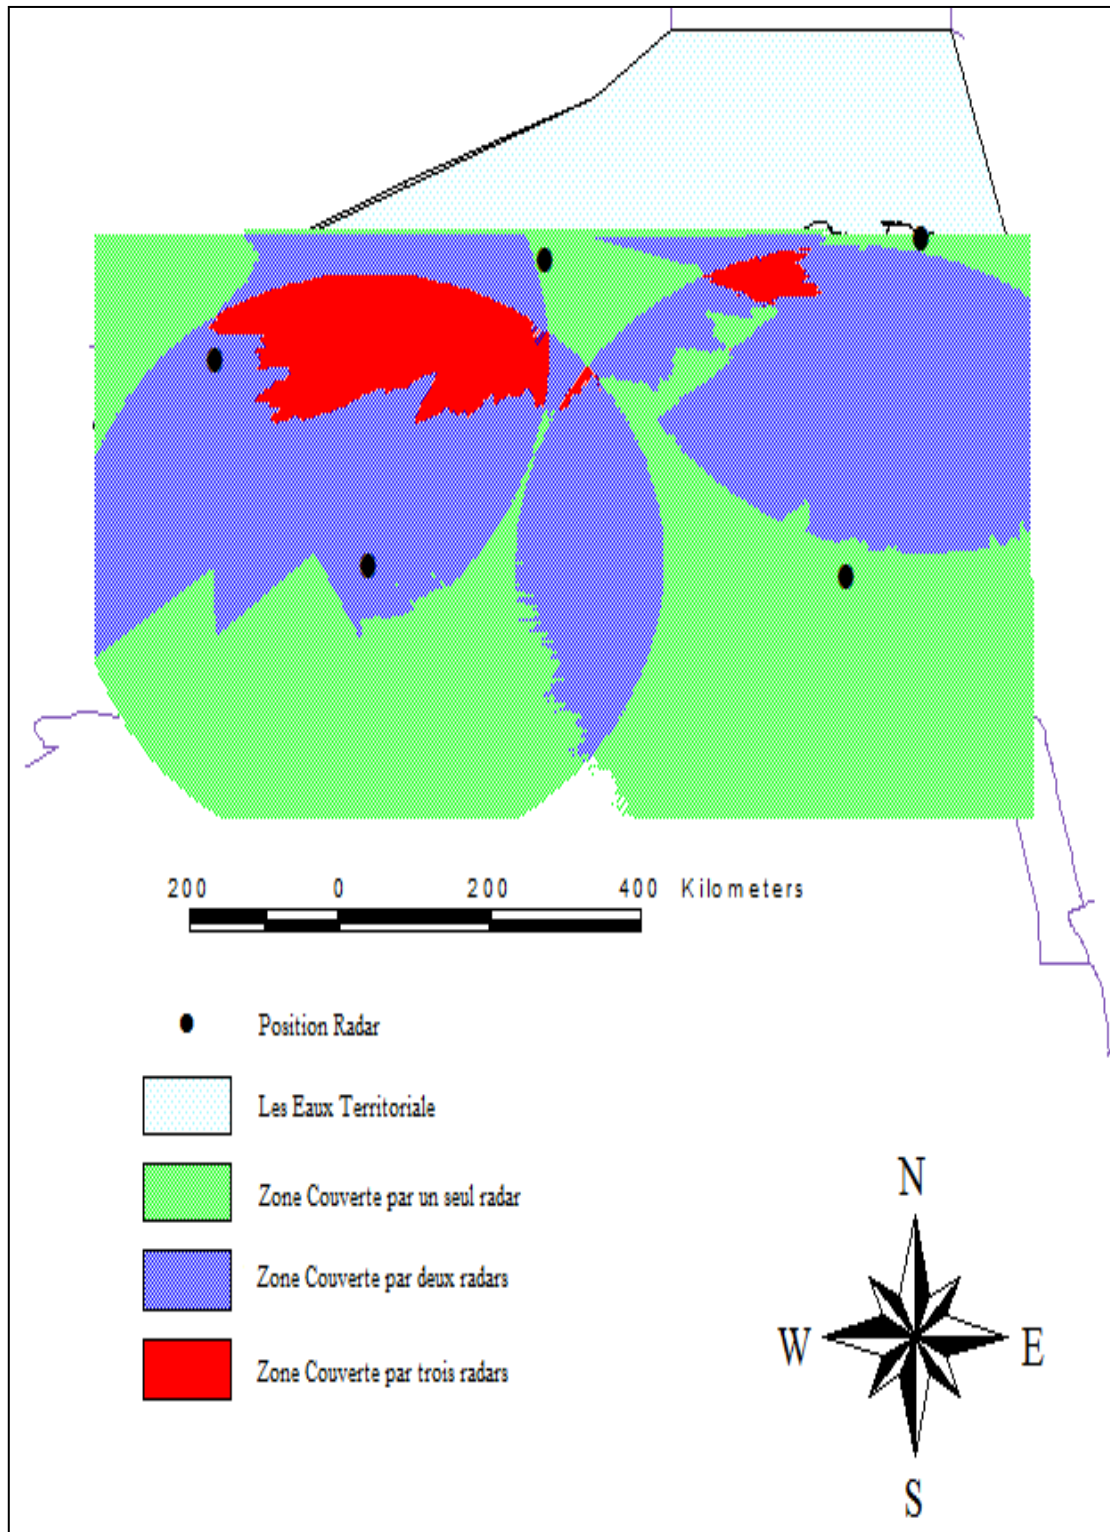 200 0 200 400 Kilometers
Position Radar
Les Eaux Territoriale
Zone Couverte par un seul radar
Zone Couverte par deux radars
Zone Couverte par trois radars
N
W E
S